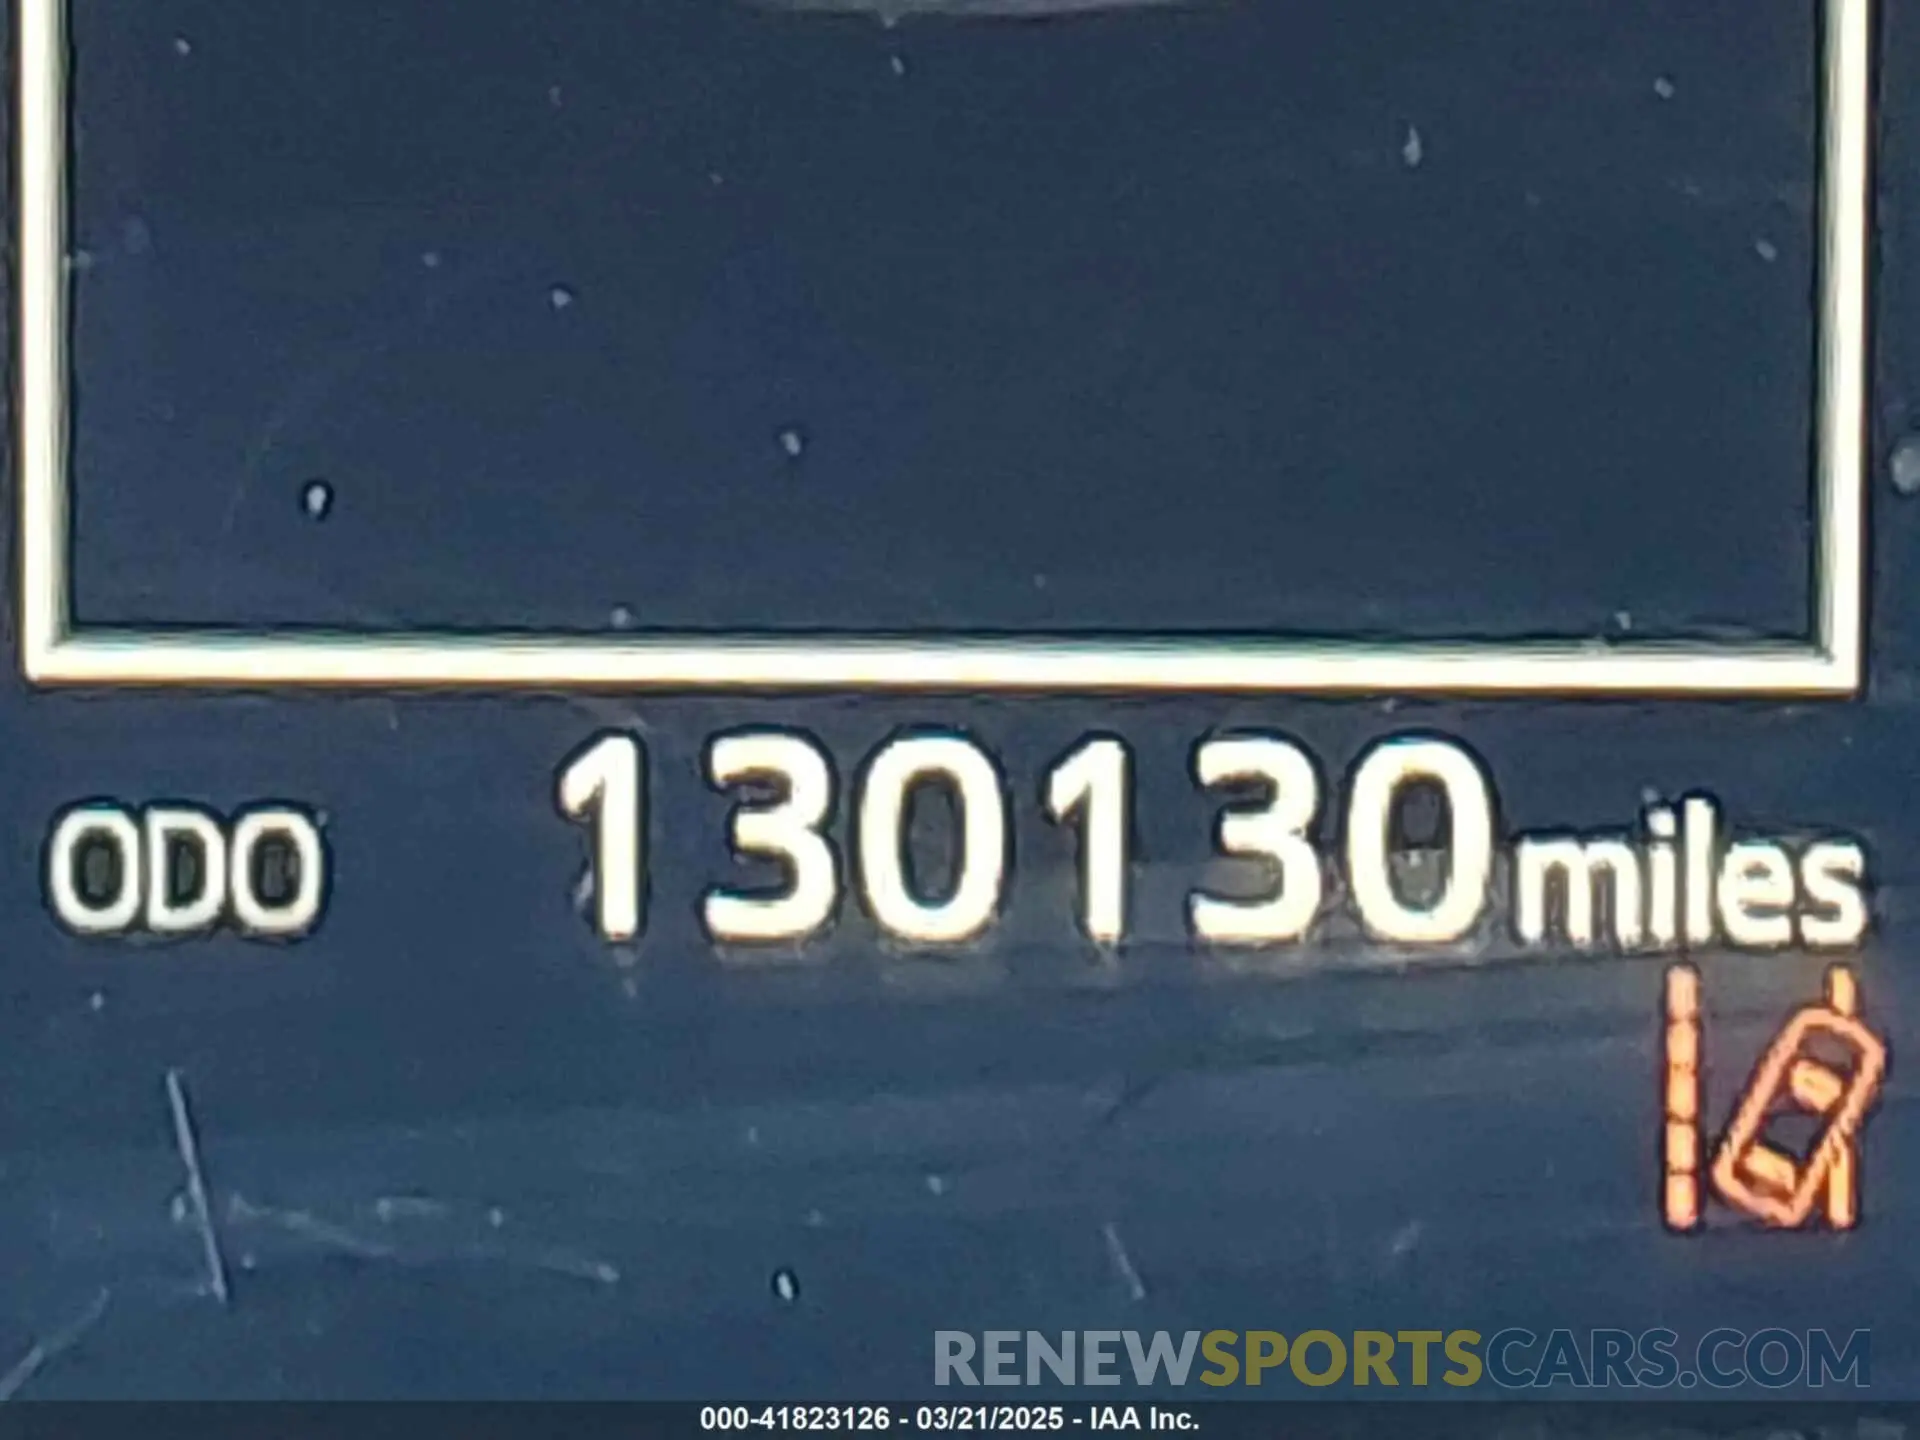 ODO 130130 miles
RENEWSPORTSCARS.COM
000-41823126 - 03/21/2025 - IAA Inc.